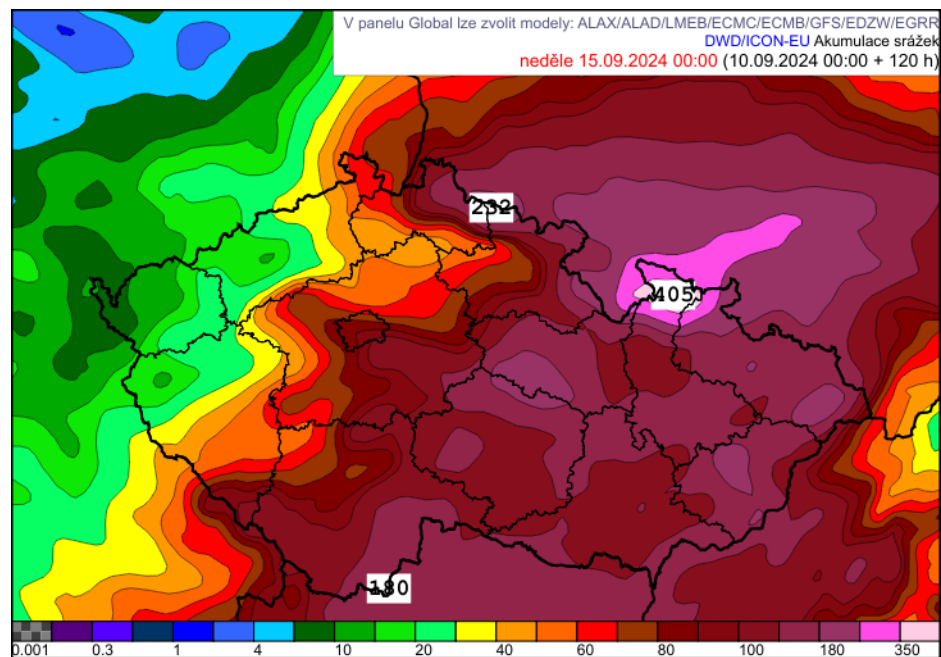 V panelu Global lze zvolit modely: ALAX/ALAD/LMEB/ECMC/ECMB/GFS/EDZW/EGRR
DWD/ICON-EU Akumulace srážek
neděle 15.09.2024 00:00 (10.09.2024 00:00 + 120 h)
232
405
180
0.001 0.3 1 4 10 20 40 60 80 100 180 350